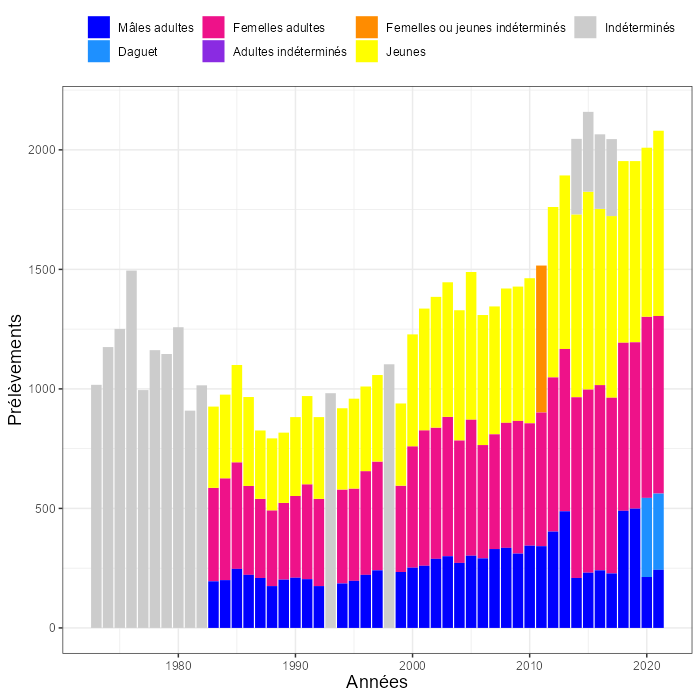 Mâles adultes Femelles adultes Femelles ou jeunes indéterminés Indéterminés
Daguet Adultes indéterminés Jeunes
2000
1500
1000
500
0
Prélèvements
1980 1990 2000 2010 2020
Années